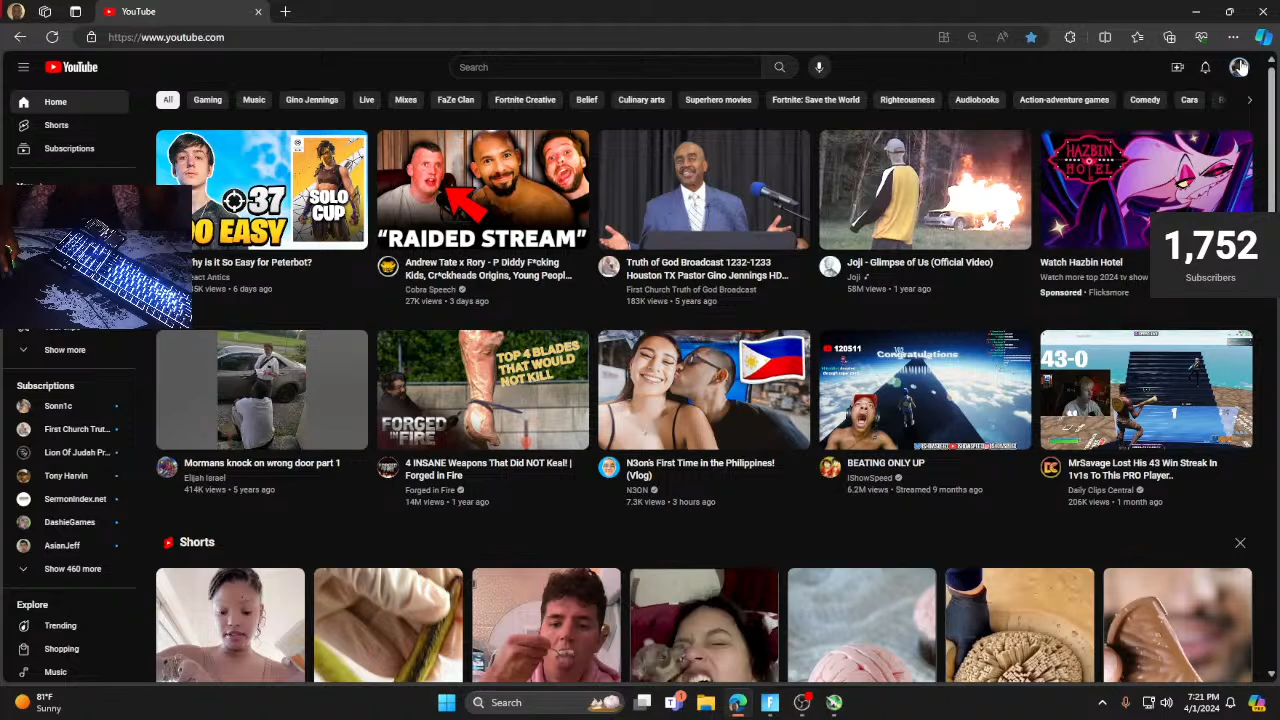 YouTube
https://www.youtube.com
YouTube
Search
Home
Shorts
Subscriptions
All
Gaming
Music
Gino Jennings
Live
Mixes
FaZe Clan
Fortnite Creative
Belief
Culinary arts
Superhero movies
Fortnite: Save the World
Righteousness
Audiobooks
Action-adventure games
Comedy
Cars
37
SOLO
CUP
EASY
is it So Easy for Peterbot?
Antics
• 6 days ago
“RAIDED STREAM”
Andrew Tate x Rory - P Diddy F*cking
Kids, Cr*ckheads Origins, Young Peopl...
Cobra Speech
27K views • 3 days ago
Truth of God Broadcast 1232-1233
Houston TX Pastor Gino Jennings HD...
First Church Truth of God Broadcast
183K views • 5 years ago
Joji - Glimpse of Us (Official Video)
Joji
58M views • 1 year ago
HAZBIN
HOTEL
Watch Hazbin Hotel
Watch more top 2024 tv show
Sponsored • Flicksmore
1,752
Subscribers
Show more
Subscriptions
Sonn1c
First Church Trut...
Lion Of Judah Pr...
Tony Harvin
SermonIndex.net
DashieGames
AsianJeff
Show 460 more
Explore
Trending
Shopping
Music
Mormans knock on wrong door part 1
Elijah Israel
414K views • 5 years ago
TOP 4 BLADES
THAT WOULD
NOT KILL
FORGED
IN FIRE
4 INSANE Weapons That Did NOT Keal! |
Forged in Fire
Forged in Fire
14M views • 1 year ago
N3on's First Time in the Philippines!
(Vlog)
N3ON
7.3K views • 3 hours ago
120511
Congratulations
BEATING ONLY UP
IShowSpeed
6.2M views • Streamed 9 months ago
43-0
MrSavage Lost His 43 Win Streak In
1v1s To This PRO Player..
Daily Clips Central
206K views • 1 month ago
Shorts
81°F
Sunny
Search
7:21 PM
4/3/2024